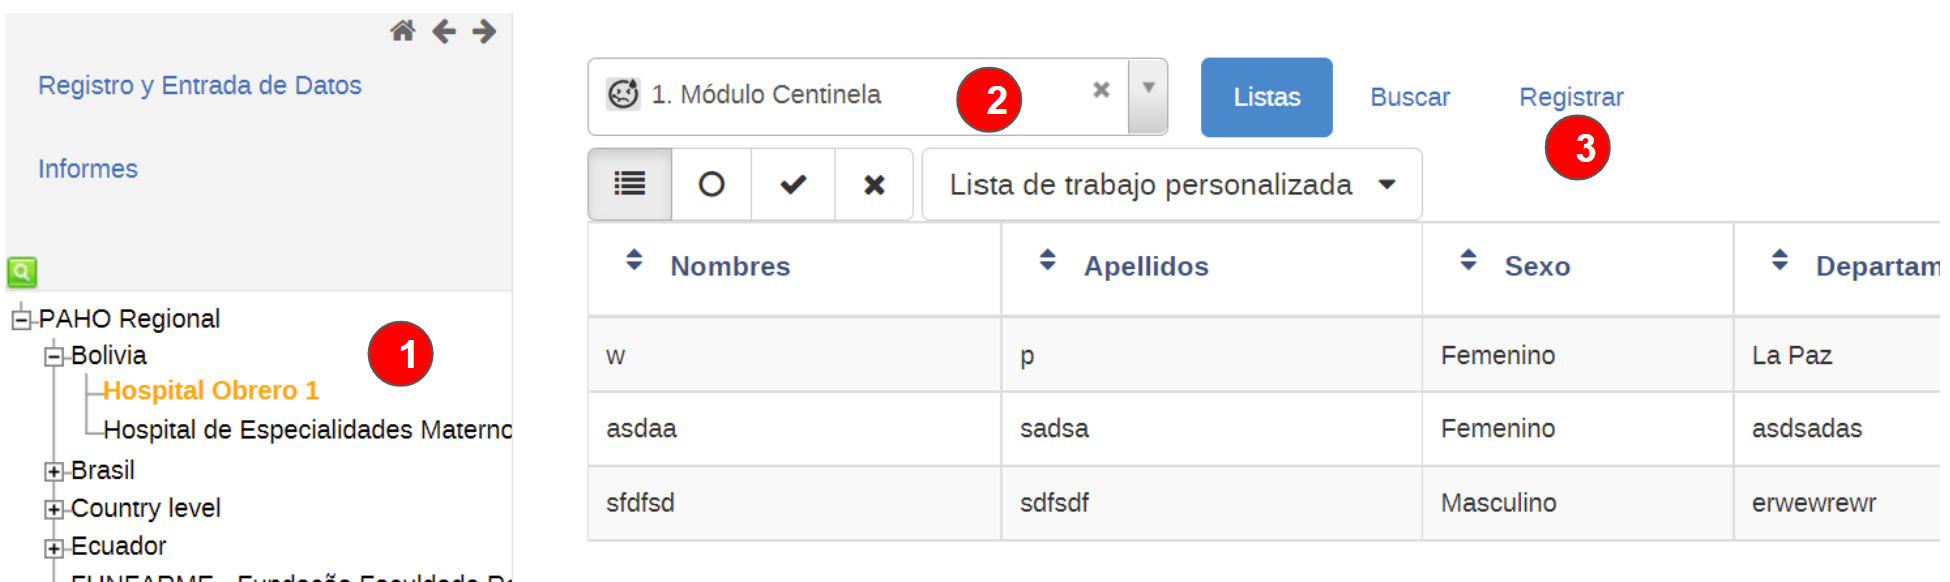 Registro y Entrada de Datos
Informes
PAHO Regional
Bolivia
1
Hospital Obrero 1
Hospital de Especialidades Materno
Brasil
Country level
Ecuador
1. Módulo Centinela
2
Listas
Buscar
Registrar
3
Lista de trabajo personalizada
Nombres Apellidos Sexo Departam
w p Femenino La Paz
asdaa sadsa Femenino asdsadas
sfdfsd sdfsdf Masculino erwewrewr